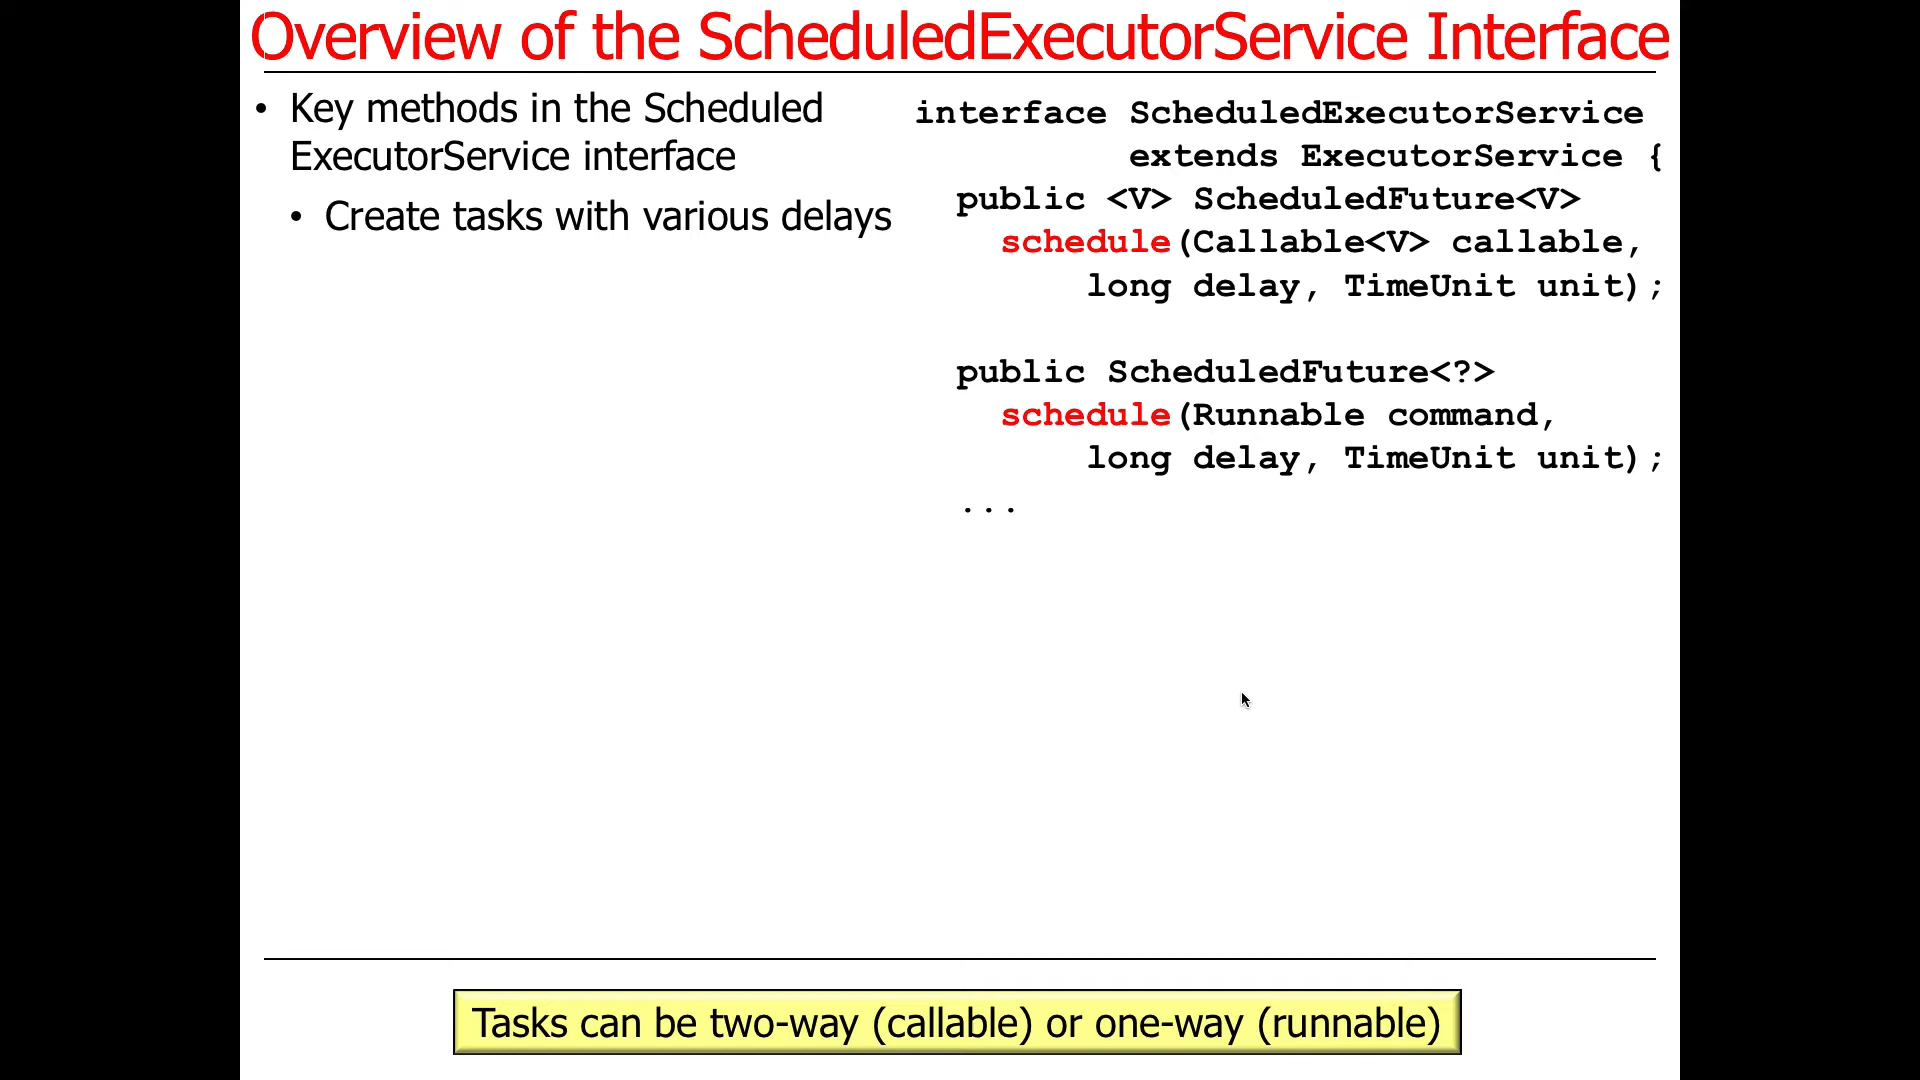 Overview of the ScheduledExecutorService Interface
• Key methods in the Scheduled
ExecutorService interface
• Create tasks with various delays
interface ScheduledExecutorService
extends ExecutorService {
public <V> ScheduledFuture<V>
schedule(Callable<V> callable,
long delay, TimeUnit unit);
public ScheduledFuture<?>
schedule(Runnable command,
long delay, TimeUnit unit);
...
Tasks can be two-way (callable) or one-way (runnable)